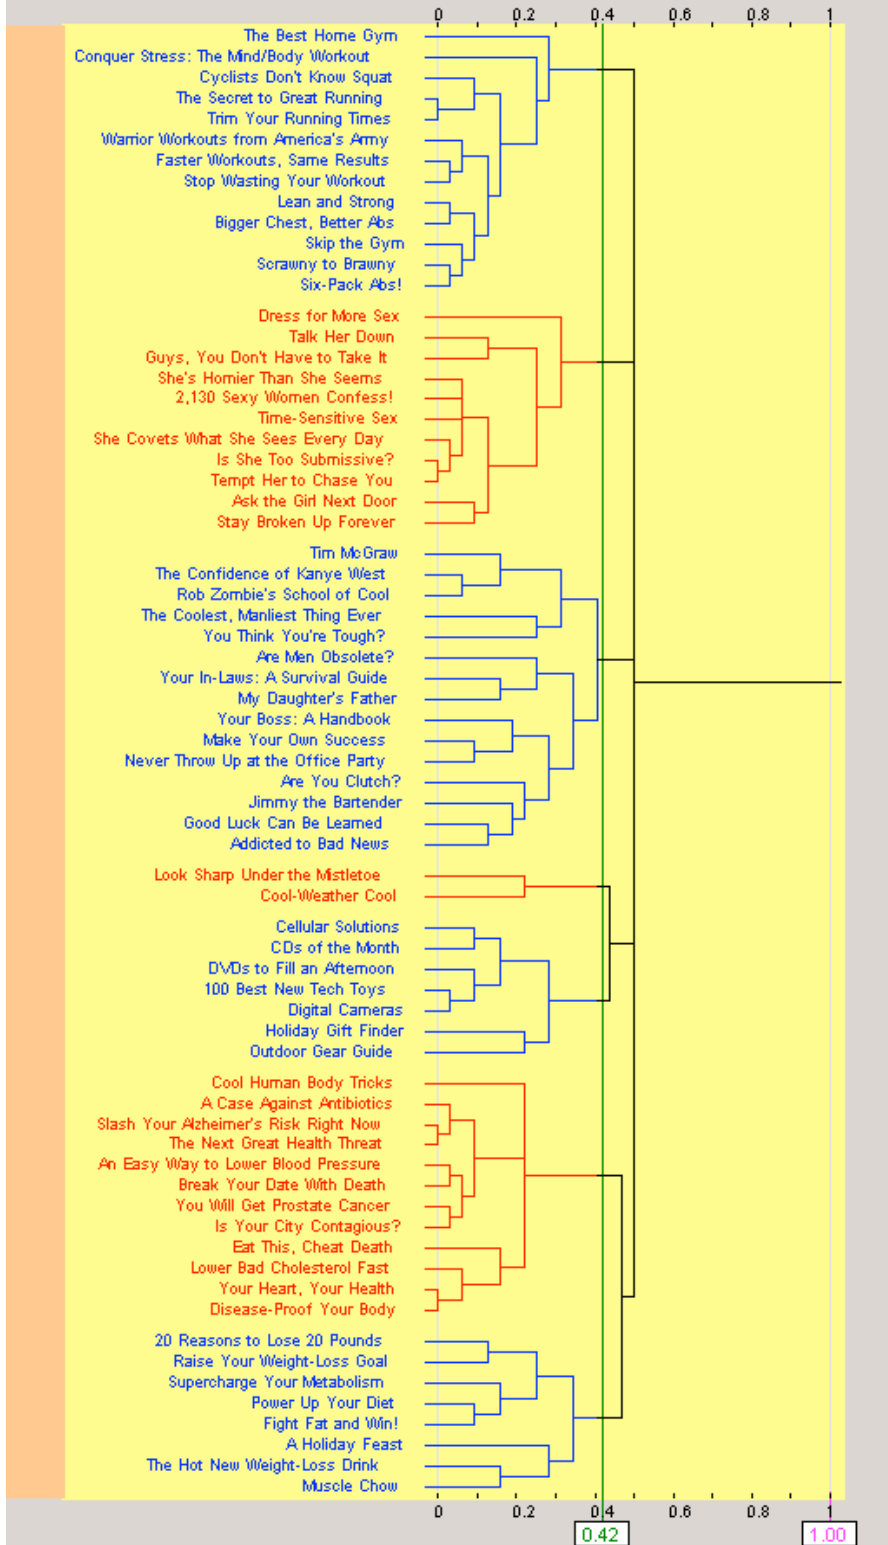 0 0.2 0.4 0.6 0.8 1
The Best Home Gym
Conquer Stress: The Mind/Body Workout
Cyclists Don't Know Squat
The Secret to Great Running
Trim Your Running Times
Warrior Workouts from America's Army
Faster Workouts, Same Results
Stop Wasting Your Workout
Lean and Strong
Bigger Chest, Better Abs
Skip the Gym
Scrawny to Brawny
Six-Pack Abs!
Dress for More Sex
Talk Her Down
Guys, You Don't Have to Take It
She's Hornier Than She Seems
2,130 Sexy Women Confess!
Time-Sensitive Sex
She Covets What She Sees Every Day
Is She Too Submissive?
Tempt Her to Chase You
Ask the Girl Next Door
Stay Broken Up Forever
Tim McGraw
The Confidence of Kanye West
Rob Zombie's School of Cool
The Coolest, Manliest Thing Ever
You Think You're Tough?
Are Men Obsolete?
Your In-Laws: A Survival Guide
My Daughter's Father
Your Boss: A Handbook
Make Your Own Success
Never Throw Up at the Office Party
Are You Clutch?
Jimmy the Bartender
Good Luck Can Be Learned
Addicted to Bad News
Look Sharp Under the Mistletoe
Cool-Weather Cool
Cellular Solutions
CDs of the Month
DVDs to Fill an Afternoon
100 Best New Tech Toys
Digital Cameras
Holiday Gift Finder
Outdoor Gear Guide
Cool Human Body Tricks
A Case Against Antibiotics
Slash Your Alzheimer's Risk Right Now
The Next Great Health Threat
An Easy Way to Lower Blood Pressure
Break Your Date With Death
You Will Get Prostate Cancer
Is Your City Contagious?
Eat This, Cheat Death
Lower Bad Cholesterol Fast
Your Heart, Your Health
Disease-Proof Your Body
20 Reasons to Lose 20 Pounds
Raise Your Weight-Loss Goal
Supercharge Your Metabolism
Power Up Your Diet
Fight Fat and Win!
A Holiday Feast
The Hot New Weight-Loss Drink
Muscle Chow
0 0.2 0.4 0.6 0.8 1
0.42 1.00